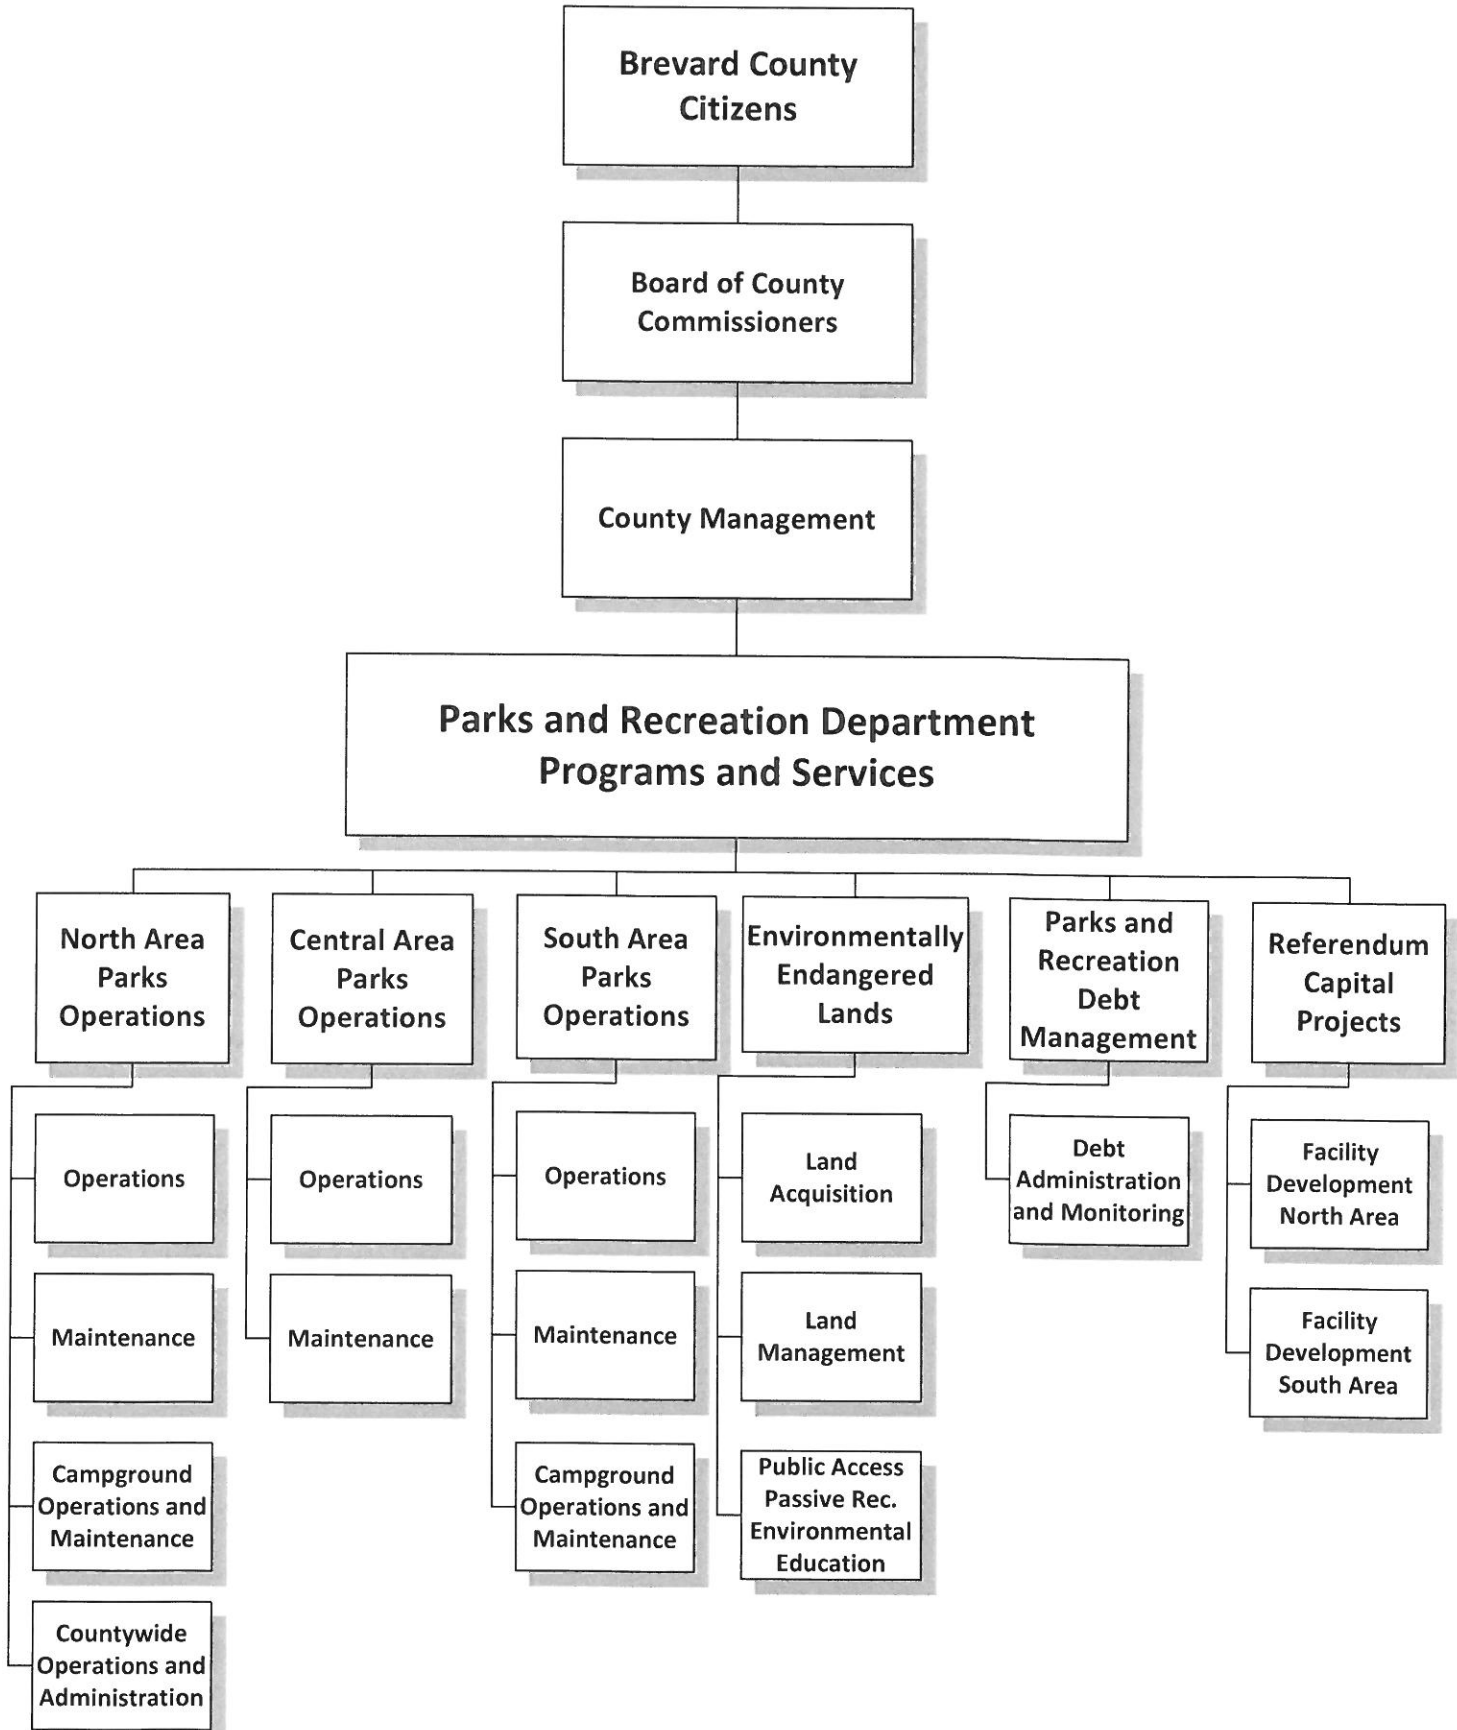 Brevard County
Citizens
Board of County
Commissioners
County Management
Parks and Recreation Department
Programs and Services
North Area
Parks
Operations
Central Area
Parks
Operations
South Area
Parks
Operations
Environmentally
Endangered
Lands
Parks and
Recreation
Debt
Management
Referendum
Capital
Projects
Operations
Maintenance
Campground
Operations and
Maintenance
Countywide
Operations and
Administration
Operations
Maintenance
Operations
Maintenance
Campground
Operations and
Maintenance
Land
Acquisition
Land
Management
Public Access
Passive Rec.
Environmental
Education
Debt
Administration
and Monitoring
Facility
Development
North Area
Facility
Development
South Area